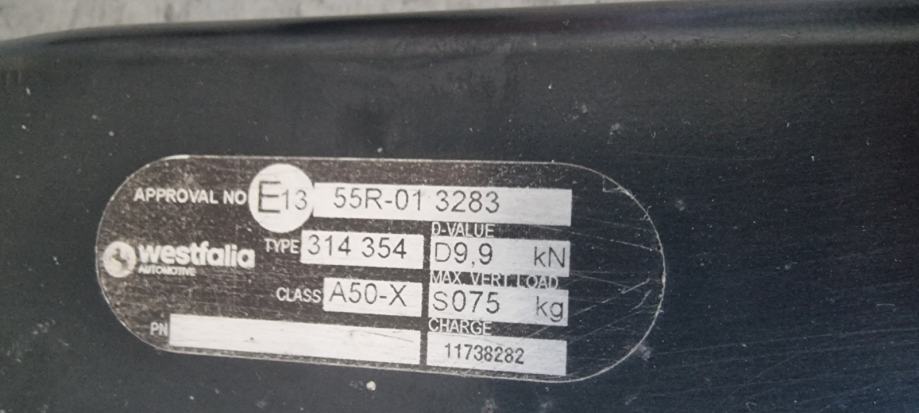 APPROVAL NO E13 55R-01 3283
westfalia
AUTOMOTIVE
TYPE 314 354
D-VALUE
D9,9 kN
CLASS A50-X
MAX. VERT. LOAD
S075 kg
PN
CHARGE
11738282